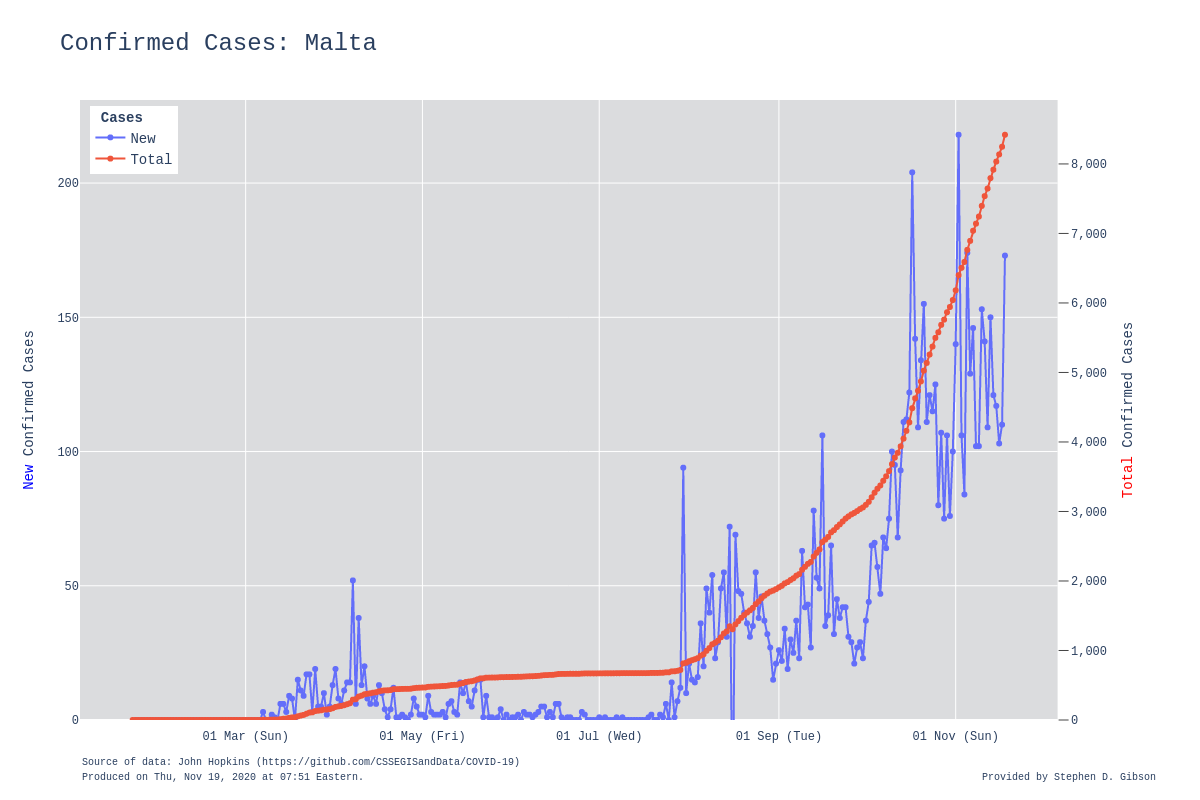 Confirmed Cases: Malta
Cases
New
Total
200
150
100
50
0
8,000
7,000
6,000
5,000
4,000
3,000
2,000
1,000
0
New Confirmed Cases
Total Confirmed Cases
01 Mar (Sun)
01 May (Fri)
01 Jul (Wed)
01 Sep (Tue)
01 Nov (Sun)
Source of data: John Hopkins (https://github.com/CSSEGISandData/COVID-19)
Produced on Thu, Nov 19, 2020 at 07:51 Eastern.
Provided by Stephen D. Gibson